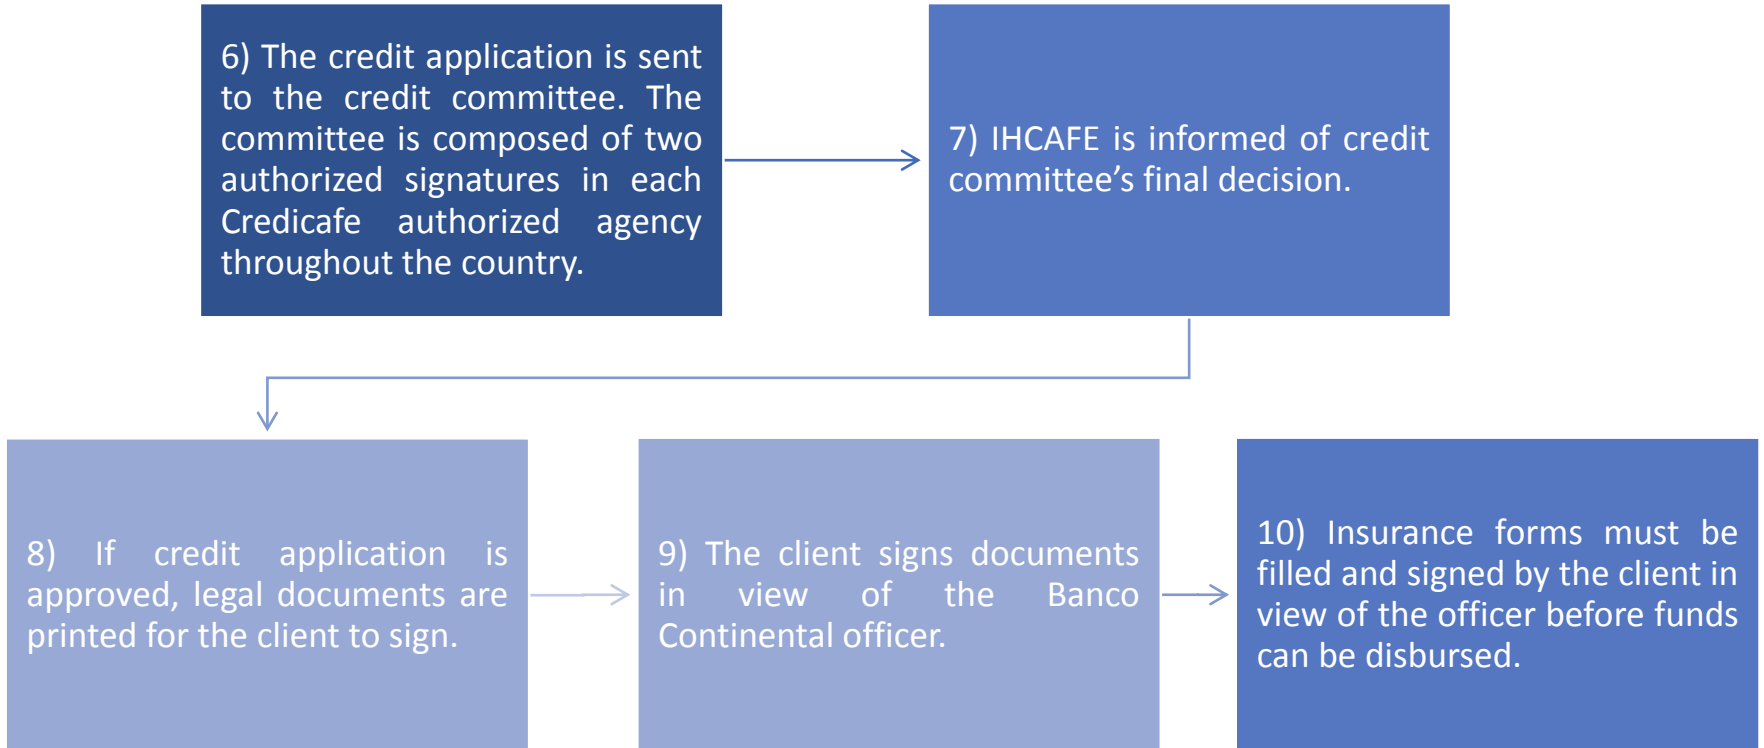 6) The credit application is sent
to the credit committee. The
committee is composed of two
authorized signatures in each
Credicafe authorized agency
throughout the country.
7) IHCAFE is informed of credit
committee’s final decision.
8) If credit application is
approved, legal documents are
printed for the client to sign.
9) The client signs documents
in view of the Banco
Continental officer.
10) Insurance forms must be
filled and signed by the client in
view of the officer before funds
can be disbursed.